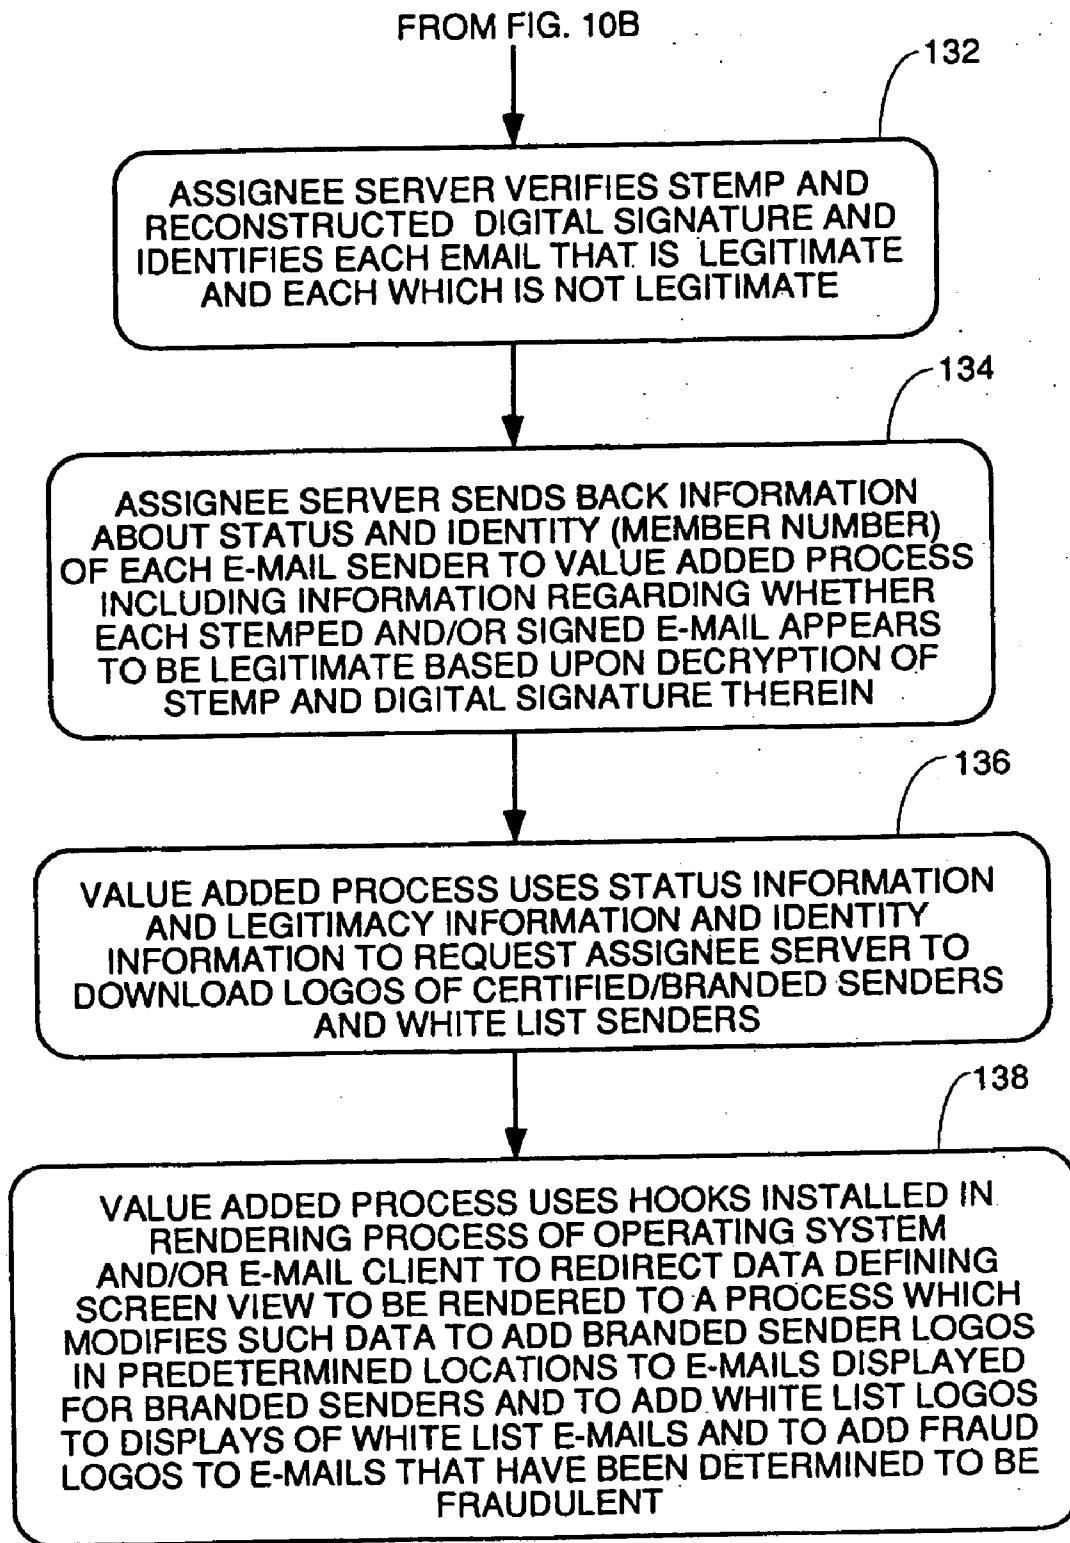 FROM FIG. 10B
132
ASSIGNEE SERVER VERIFIES STEMP AND
RECONSTRUCTED DIGITAL SIGNATURE AND
IDENTIFIES EACH EMAIL THAT IS LEGITIMATE
AND EACH WHICH IS NOT LEGITIMATE
134
ASSIGNEE SERVER SENDS BACK INFORMATION
ABOUT STATUS AND IDENTITY (MEMBER NUMBER)
OF EACH E-MAIL SENDER TO VALUE ADDED PROCESS
INCLUDING INFORMATION REGARDING WHETHER
EACH STEMPED AND/OR SIGNED E-MAIL APPEARS
TO BE LEGITIMATE BASED UPON DECRYPTION OF
STEMP AND DIGITAL SIGNATURE THEREIN
136
VALUE ADDED PROCESS USES STATUS INFORMATION
AND LEGITIMACY INFORMATION AND IDENTITY
INFORMATION TO REQUEST ASSIGNEE SERVER TO
DOWNLOAD LOGOS OF CERTIFIED/BRANDED SENDERS
AND WHITE LIST SENDERS
138
VALUE ADDED PROCESS USES HOOKS INSTALLED IN
RENDERING PROCESS OF OPERATING SYSTEM
AND/OR E-MAIL CLIENT TO REDIRECT DATA DEFINING
SCREEN VIEW TO BE RENDERED TO A PROCESS WHICH
MODIFIES SUCH DATA TO ADD BRANDED SENDER LOGOS
IN PREDETERMINED LOCATIONS TO E-MAILS DISPLAYED
FOR BRANDED SENDERS AND TO ADD WHITE LIST LOGOS
TO DISPLAYS OF WHITE LIST E-MAILS AND TO ADD FRAUD
LOGOS TO E-MAILS THAT HAVE BEEN DETERMINED TO BE
FRAUDULENT